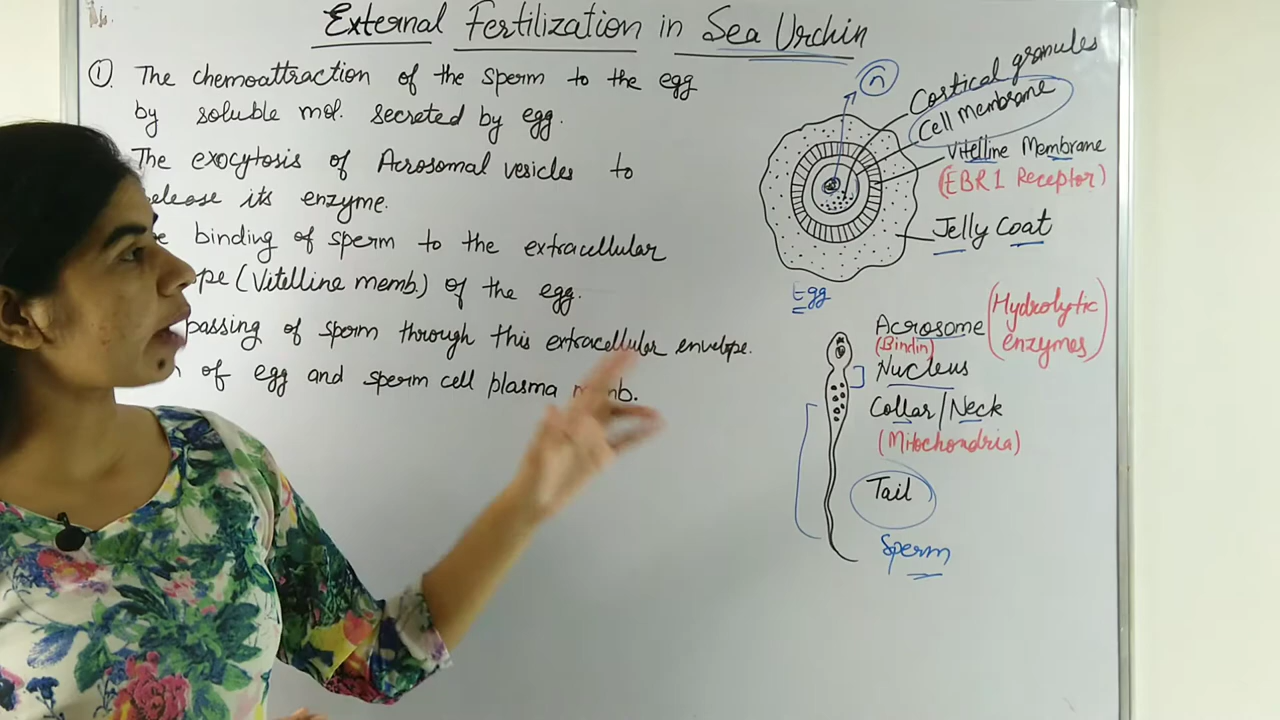 External Fertilization in Sea Urchin
① The chemoattraction of the sperm to the egg
by soluble mol. secreted by egg.
The exocytosis of Acrosomal vesicles to
its enzyme.
binding of sperm to the extracellular
(Vitelline memb.) of the egg.
passing of sperm through this extracellular envelope.
of egg and sperm cell plasma memb.
n
Cortical granules
Cell membrane
Vitelline Membrane
(EBR1 Receptor)
Jelly Coat
Egg
Acrosome
(Bindin)
(Hydrolytic
enzymes)
Nucleus
Collar/Neck
(Mitochondria)
Tail
Sperm